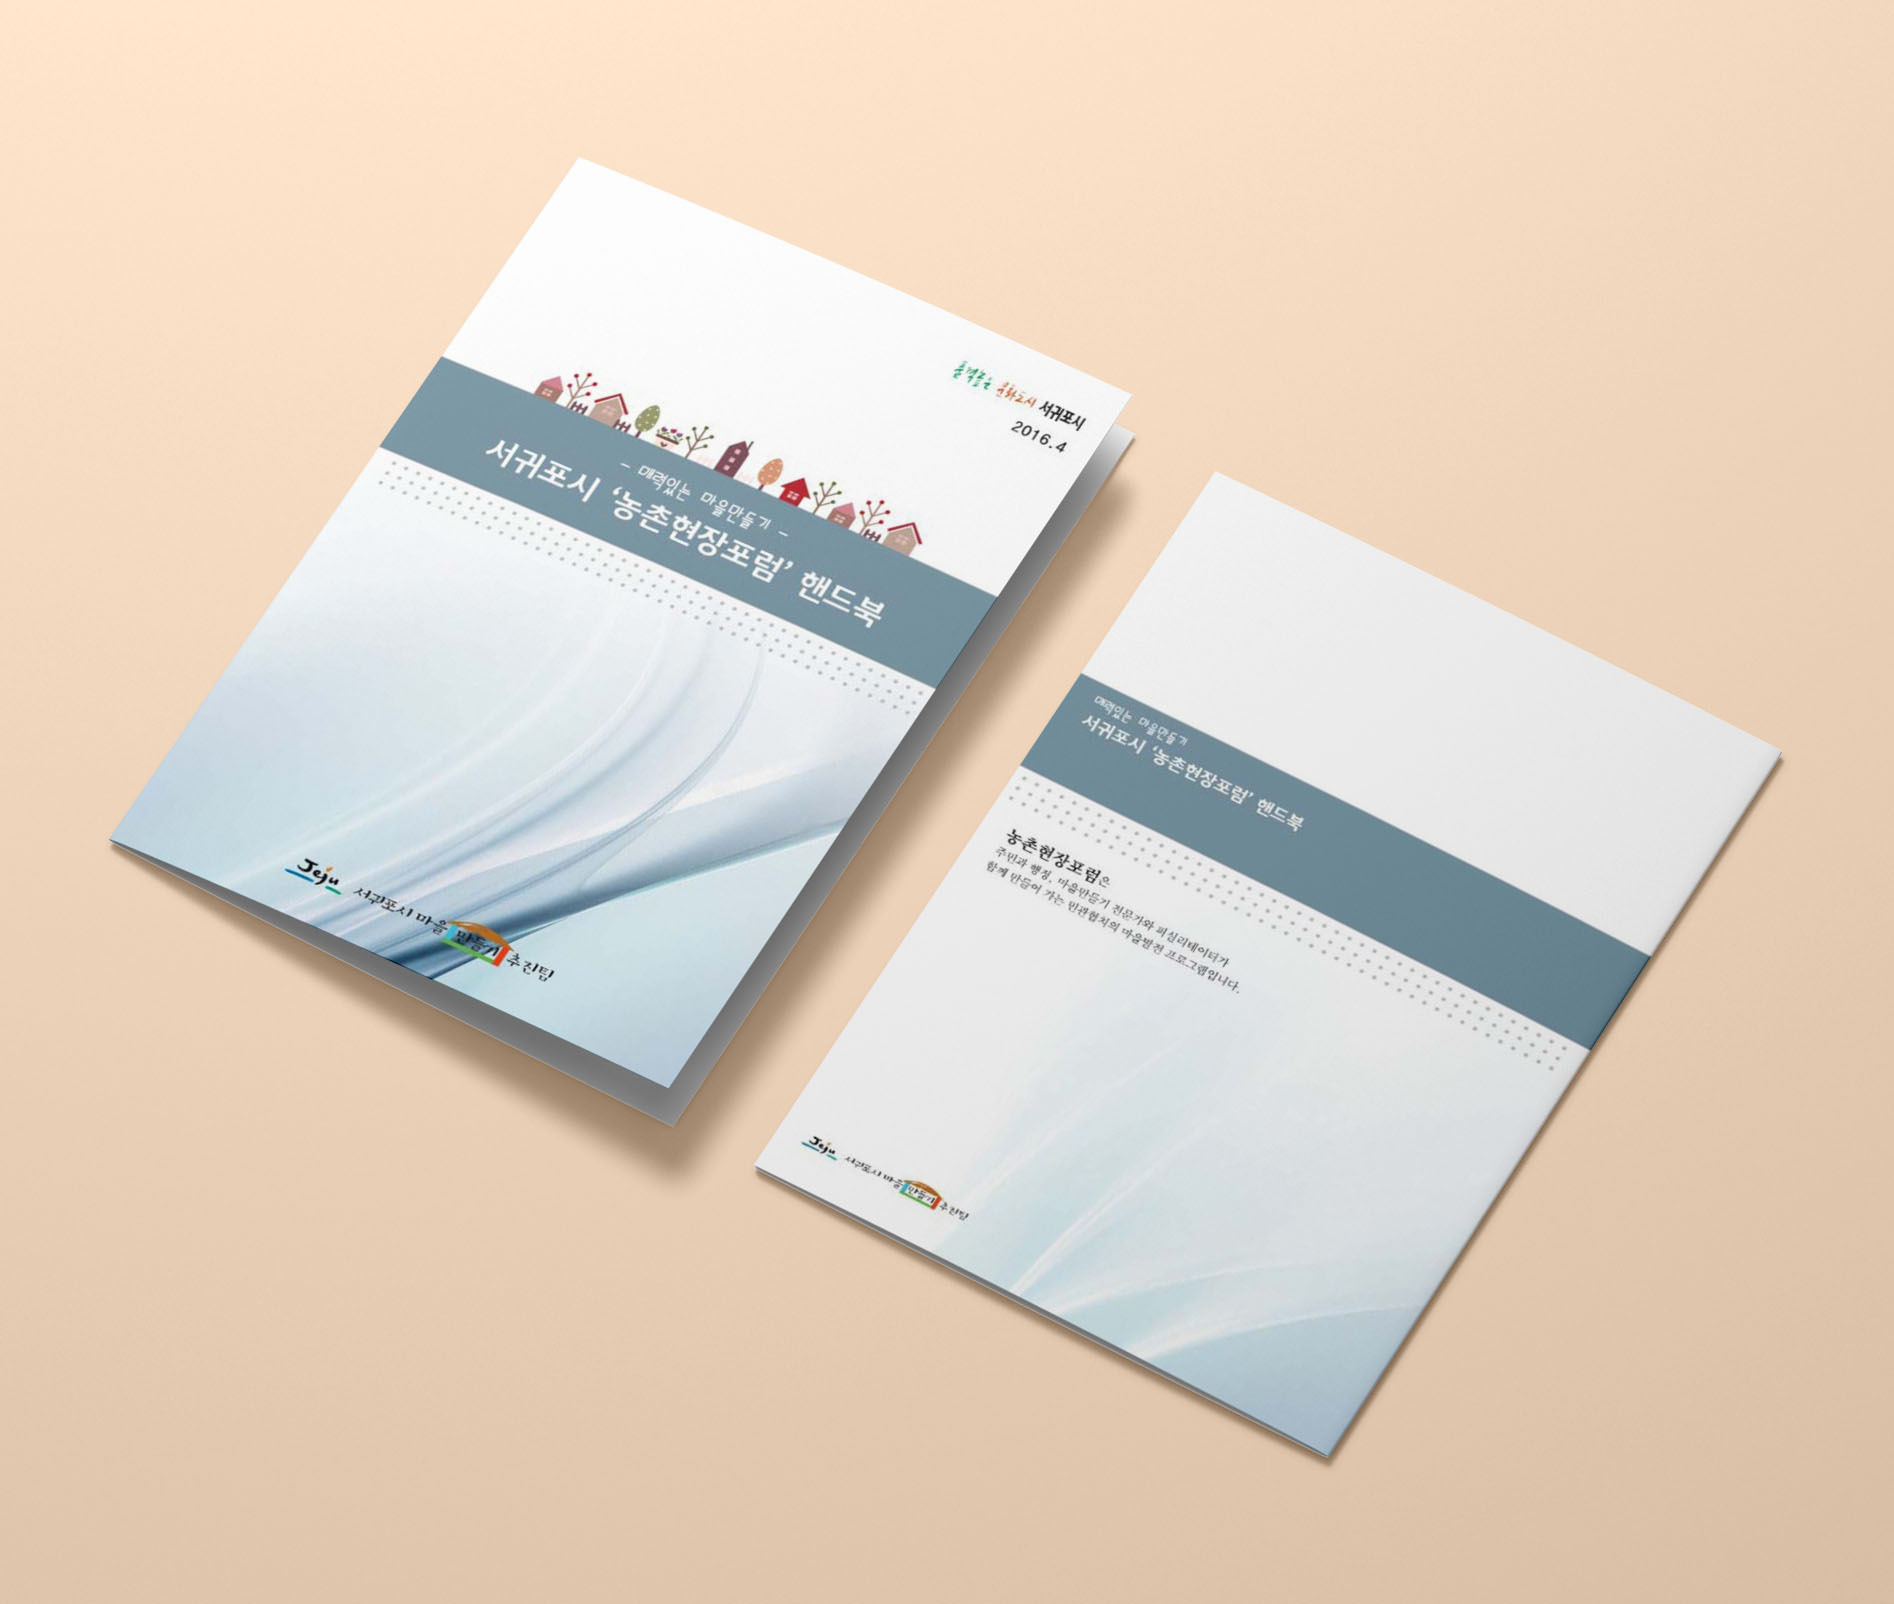 품격높은 문화도시 서귀포시
2016.4
- 매력있는 마을만들기 -
서귀포시 '농촌현장포럼' 핸드북
Jeju 서귀포시 마을 만들기 추진팀
매력있는 마을만들기
서귀포시 '농촌현장포럼' 핸드북
농촌현장포럼은
주민과 행정, 마을만들기 전문가와 퍼실리테이터가
함께 만들어 가는 민관협치의 마을발전 프로그램입니다.
Jeju 서귀포시 마을 만들기 추진팀